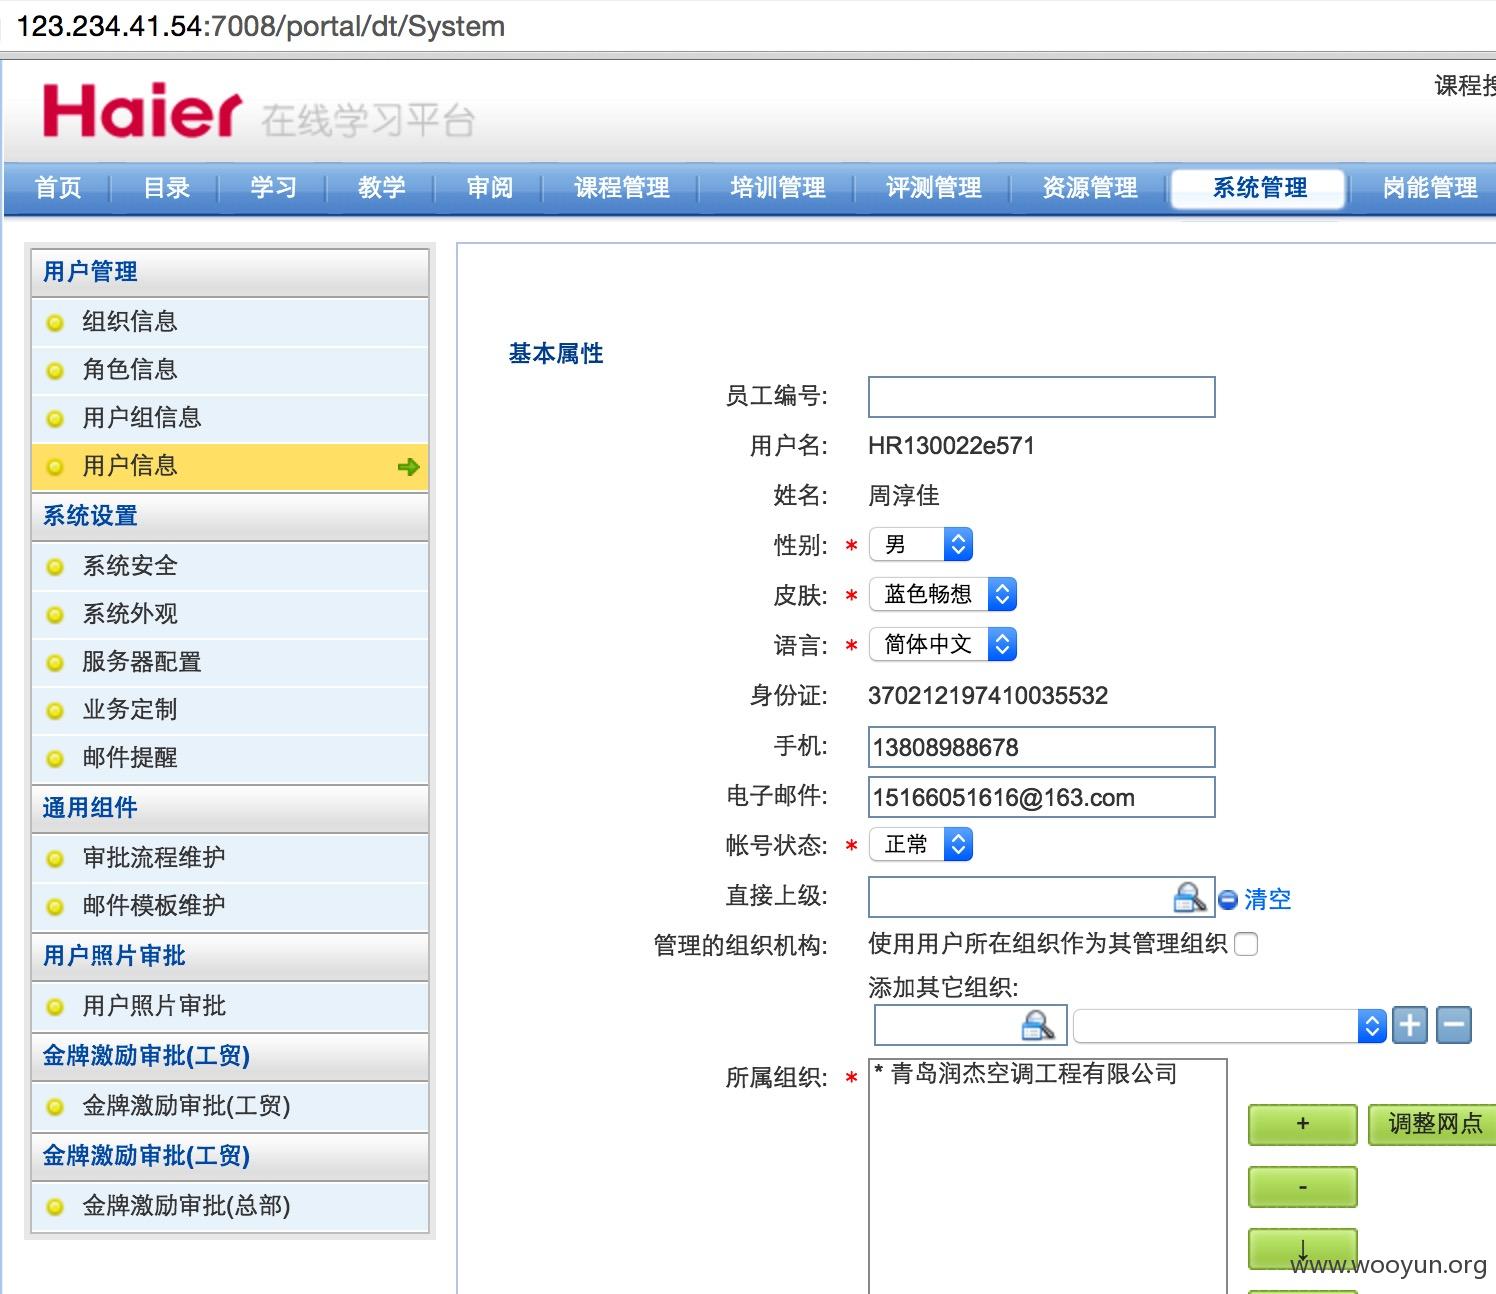 123.234.41.54:7008/portal/dt/System
Haier 在线学习平台
课程搜
首页 目录 学习 教学 审阅 课程管理 培训管理 评测管理 资源管理 系统管理 岗能管理
用户管理
组织信息
角色信息
用户组信息
用户信息
系统设置
系统安全
系统外观
服务器配置
业务定制
邮件提醒
通用组件
审批流程维护
邮件模板维护
用户照片审批
用户照片审批
金牌激励审批(工贸)
金牌激励审批(工贸)
金牌激励审批(工贸)
金牌激励审批(总部)
基本属性
员工编号:
用户名: HR130022e571
姓名: 周淳佳
性别: * 男
皮肤: * 蓝色畅想
语言: * 简体中文
身份证: 370212197410035532
手机: 13808988678
电子邮件: 15166051616@163.com
帐号状态: * 正常
直接上级: 清空
管理的组织机构: 使用用户所在组织作为其管理组织
添加其它组织:
所属组织: * * 青岛润杰空调工程有限公司
+ 调整网点
-
↓
www.wooyun.org